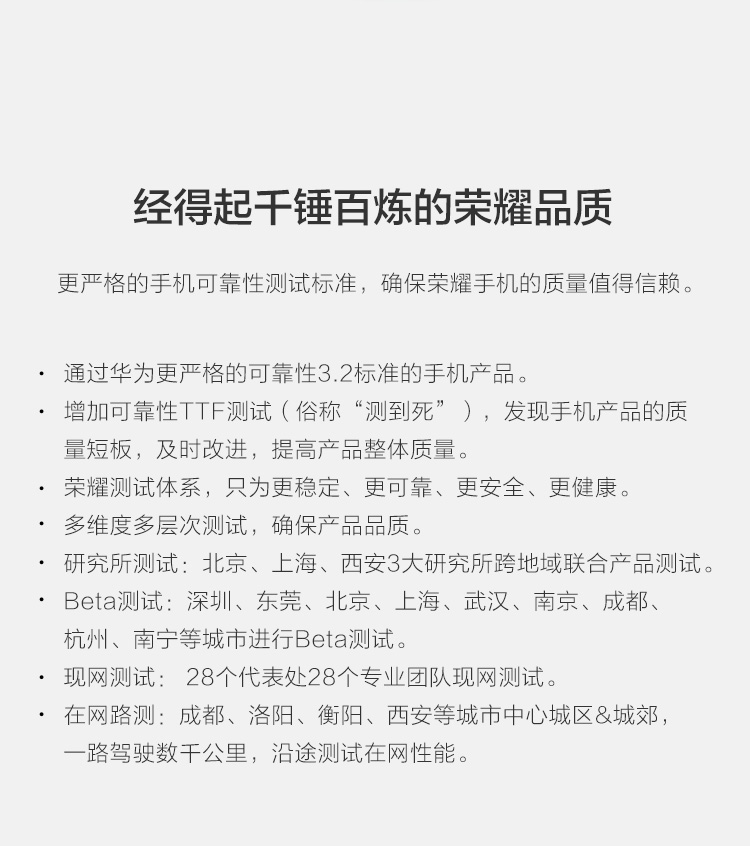 经得起千锤百炼的荣耀品质
更严格的手机可靠性测试标准，确保荣耀手机的质量值得信赖。
· 通过华为更严格的可靠性3.2标准的手机产品。
· 增加可靠性TTF测试（俗称“测到死”），发现手机产品的质
量短板，及时改进，提高产品整体质量。
· 荣耀测试体系，只为更稳定、更可靠、更安全、更健康。
· 多维度多层次测试，确保产品品质。
· 研究所测试：北京、上海、西安3大研究所跨地域联合产品测试。
· Beta测试：深圳、东莞、北京、上海、武汉、南京、成都、
杭州、南宁等城市进行Beta测试。
· 现网测试： 28个代表处28个专业团队现网测试。
· 在网路测：成都、洛阳、衡阳、西安等城市中心城区&城郊，
一路驾驶数千公里，沿途测试在网性能。